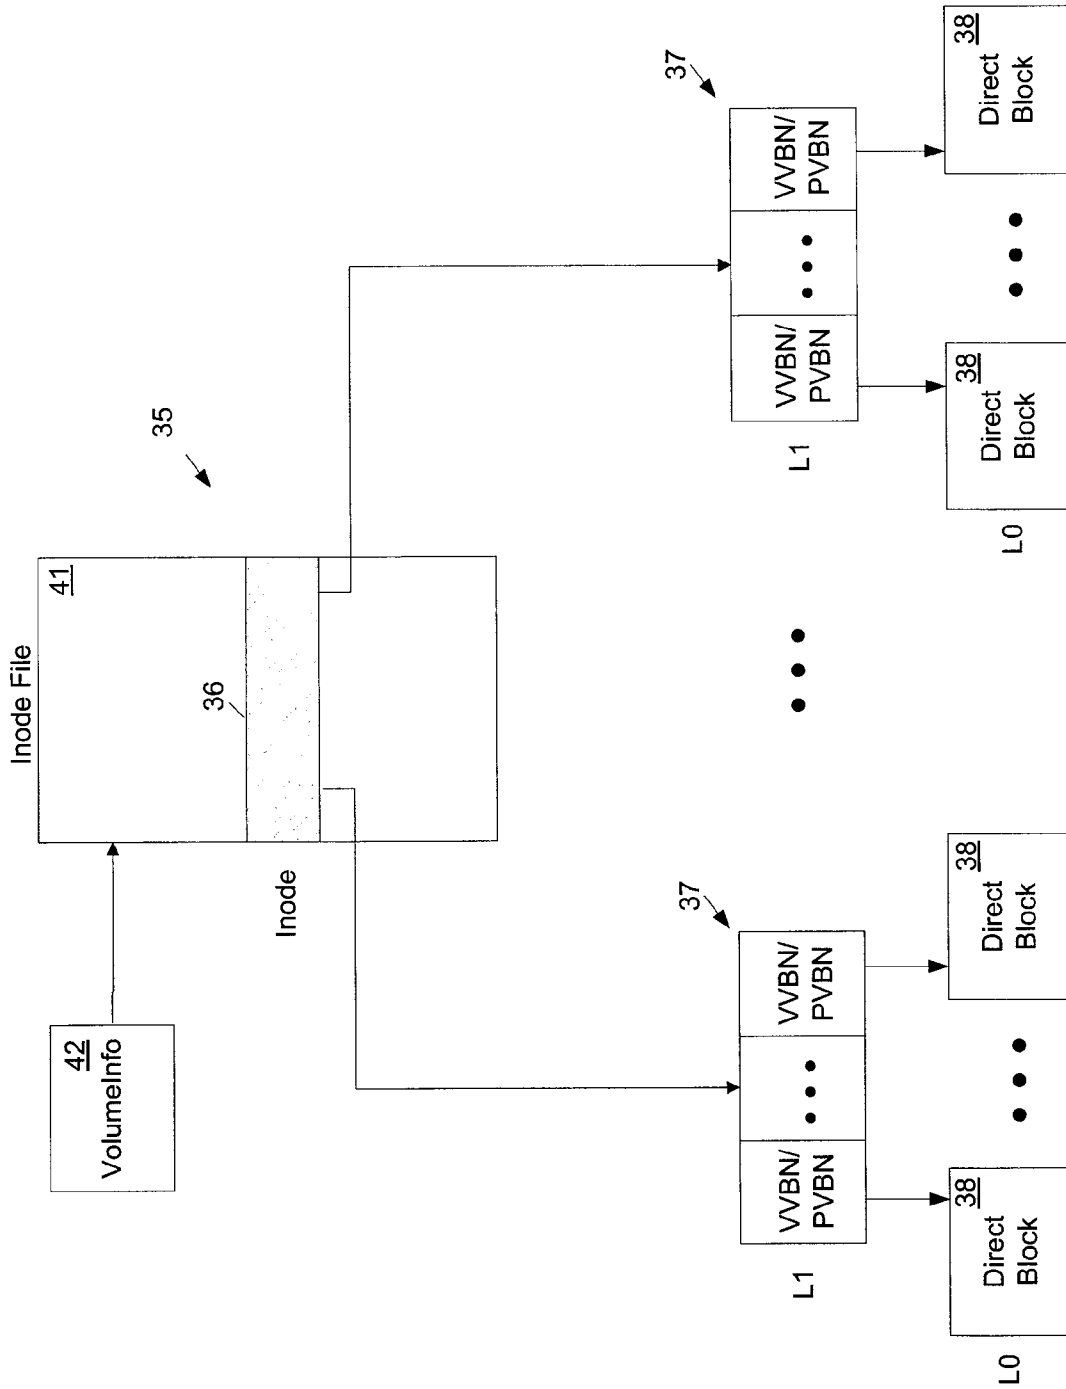 Inode File
42
VolumeInfo
41
36
Inode
35
37
VVBN/
PVBN
VVBN/
PVBN
L1
37
VVBN/
PVBN
VVBN/
PVBN
L1
38
Direct
Block
38
Direct
Block
L0
38
Direct
Block
38
Direct
Block
L0